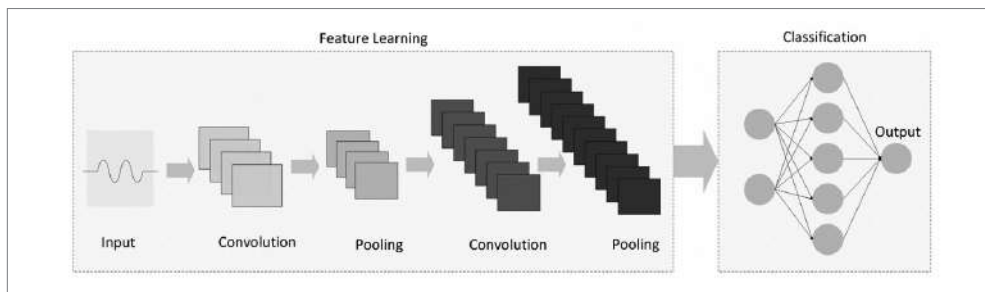 Feature Learning
Classification
Output
Input
Convolution
Pooling
Convolution
Pooling